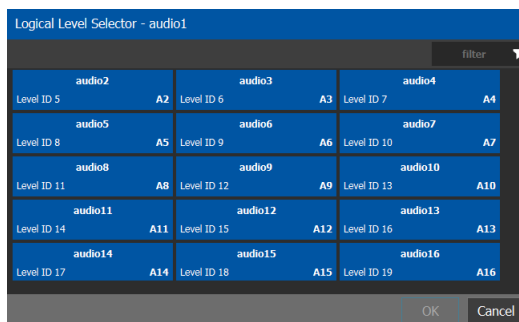 Logical Level Selector - audio1
filter
audio2 audio3 audio4
Level ID 5 A2 Level ID 6 A3 Level ID 7 A4
audio5 audio6 audio7
Level ID 8 A5 Level ID 9 A6 Level ID 10 A7
audio8 audio9 audio10
Level ID 11 A8 Level ID 12 A9 Level ID 13 A10
audio11 audio12 audio13
Level ID 14 A11 Level ID 15 A12 Level ID 16 A13
audio14 audio15 audio16
Level ID 17 A14 Level ID 18 A15 Level ID 19 A16
OK Cancel